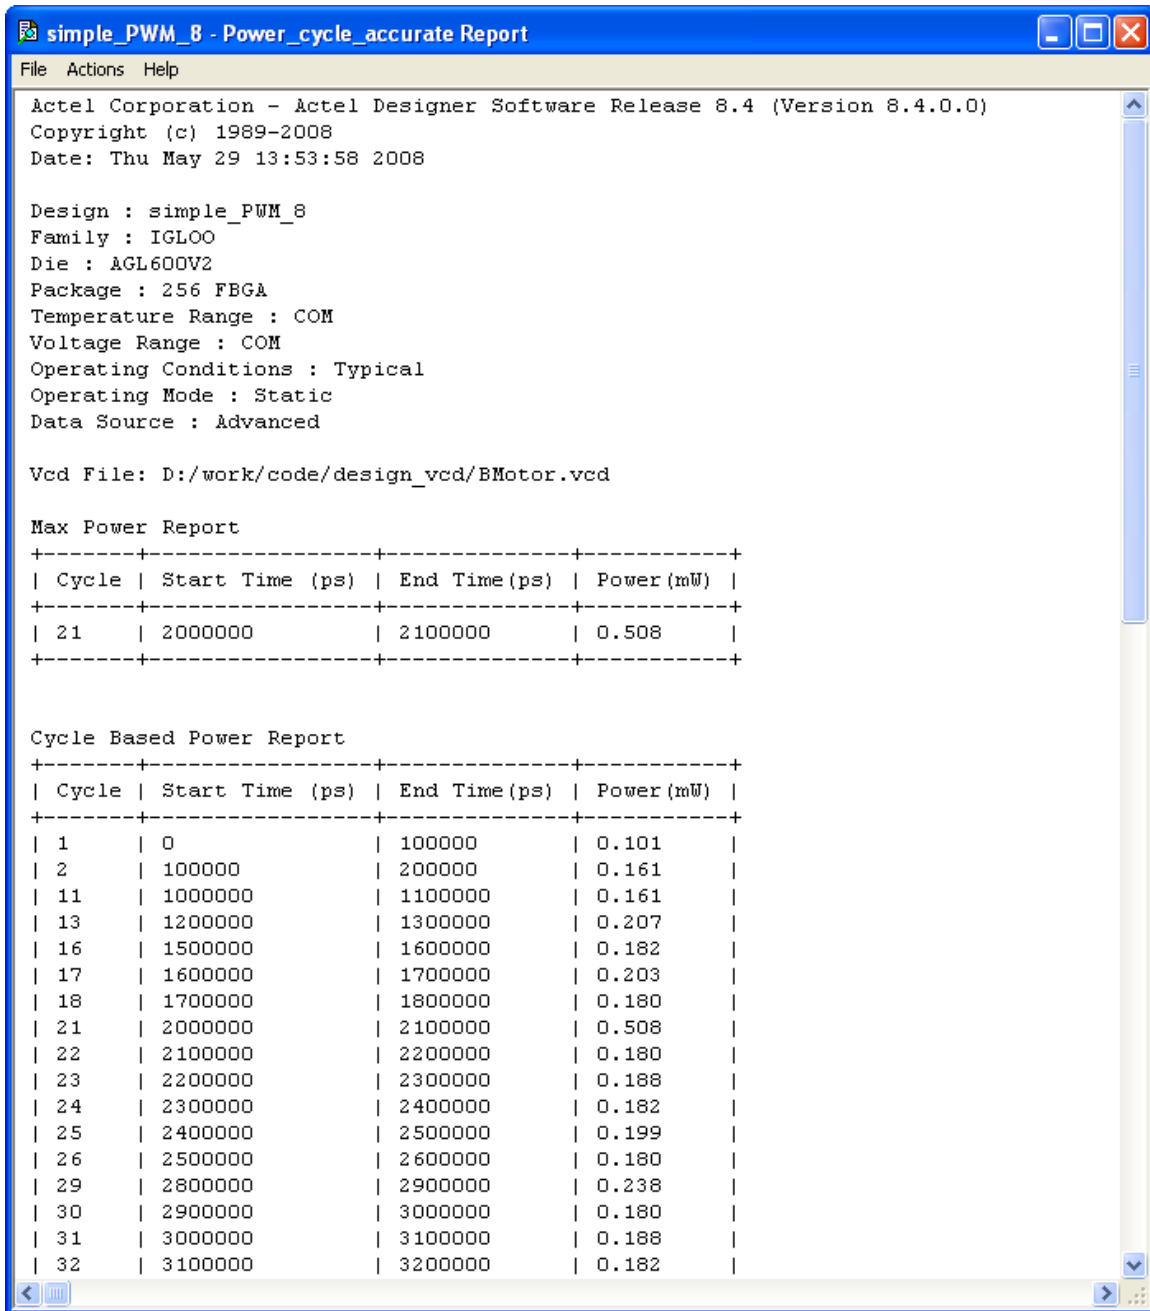 simple_PWM_8 - Power_cycle_accurate Report
File Actions Help
Actel Corporation - Actel Designer Software Release 8.4 (Version 8.4.0.0)
Copyright (c) 1989-2008
Date: Thu May 29 13:53:58 2008
Design : simple_PWM_8
Family : IGLOO
Die : AGL600V2
Package : 256 FBGA
Temperature Range : COM
Voltage Range : COM
Operating Conditions : Typical
Operating Mode : Static
Data Source : Advanced
Vcd File: D:/work/code/design_vcd/BMotor.vcd
Max Power Report
+-------+-----------------+--------------+-----------+
| Cycle | Start Time (ps) | End Time(ps) | Power(mW) |
+-------+-----------------+--------------+-----------+
| 21    | 2000000         | 2100000      | 0.508     |
+-------+-----------------+--------------+-----------+
Cycle Based Power Report
+-------+-----------------+--------------+-----------+
| Cycle | Start Time (ps) | End Time(ps) | Power(mW) |
+-------+-----------------+--------------+-----------+
| 1     | 0               | 100000       | 0.101     |
| 2     | 100000          | 200000       | 0.161     |
| 11    | 1000000         | 1100000      | 0.161     |
| 13    | 1200000         | 1300000      | 0.207     |
| 16    | 1500000         | 1600000      | 0.182     |
| 17    | 1600000         | 1700000      | 0.203     |
| 18    | 1700000         | 1800000      | 0.180     |
| 21    | 2000000         | 2100000      | 0.508     |
| 22    | 2100000         | 2200000      | 0.180     |
| 23    | 2200000         | 2300000      | 0.188     |
| 24    | 2300000         | 2400000      | 0.182     |
| 25    | 2400000         | 2500000      | 0.199     |
| 26    | 2500000         | 2600000      | 0.180     |
| 29    | 2800000         | 2900000      | 0.238     |
| 30    | 2900000         | 3000000      | 0.180     |
| 31    | 3000000         | 3100000      | 0.188     |
| 32    | 3100000         | 3200000      | 0.182     |